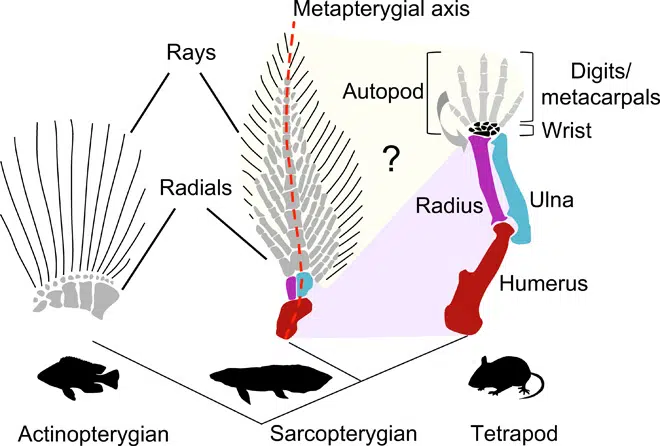 Metapterygial axis
Rays
Autopod
Digits/
metacarpals
Wrist
?
Radials
Radius
Ulna
Humerus
Actinopterygian
Sarcopterygian
Tetrapod